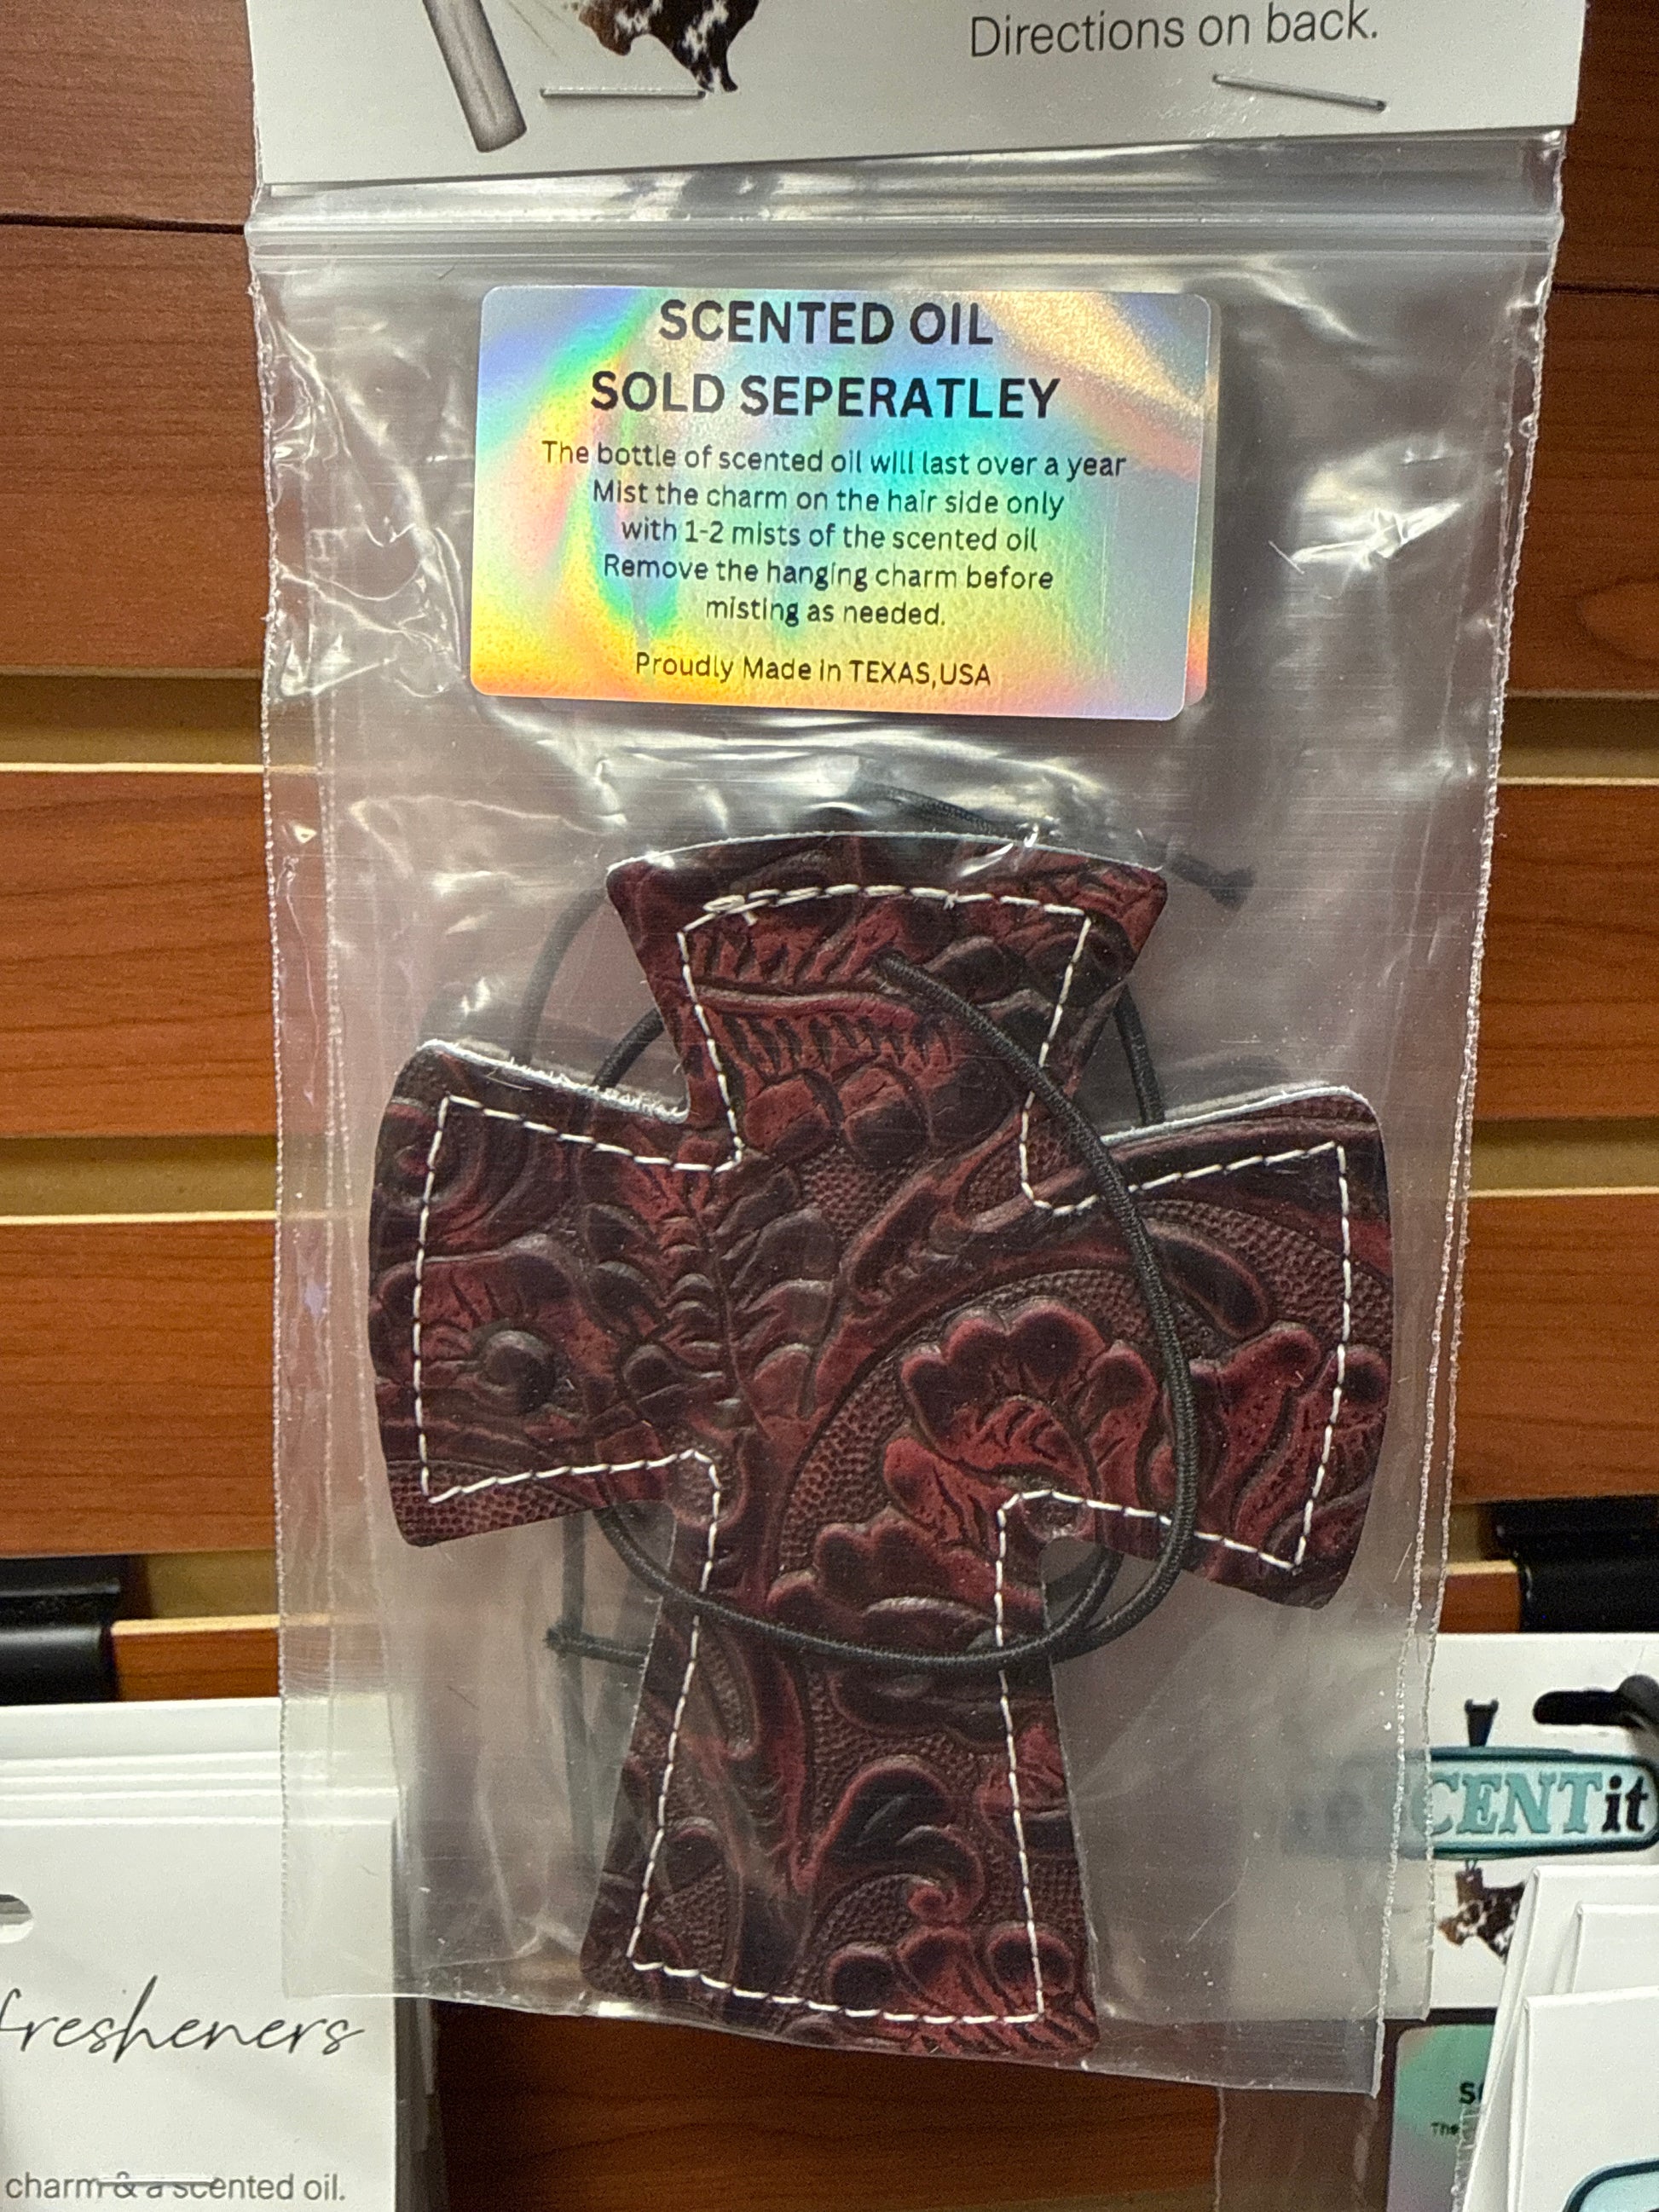 Directions on back.
SCENTED OIL
SOLD SEPERATLEY
The bottle of scented oil will last over a year
Mist the charm on the hair side only
with 1-2 mists of the scented oil
Remove the hanging charm before
misting as needed.
Proudly Made in TEXAS,USA
CENTit
fresheners
charm & a scented oil.